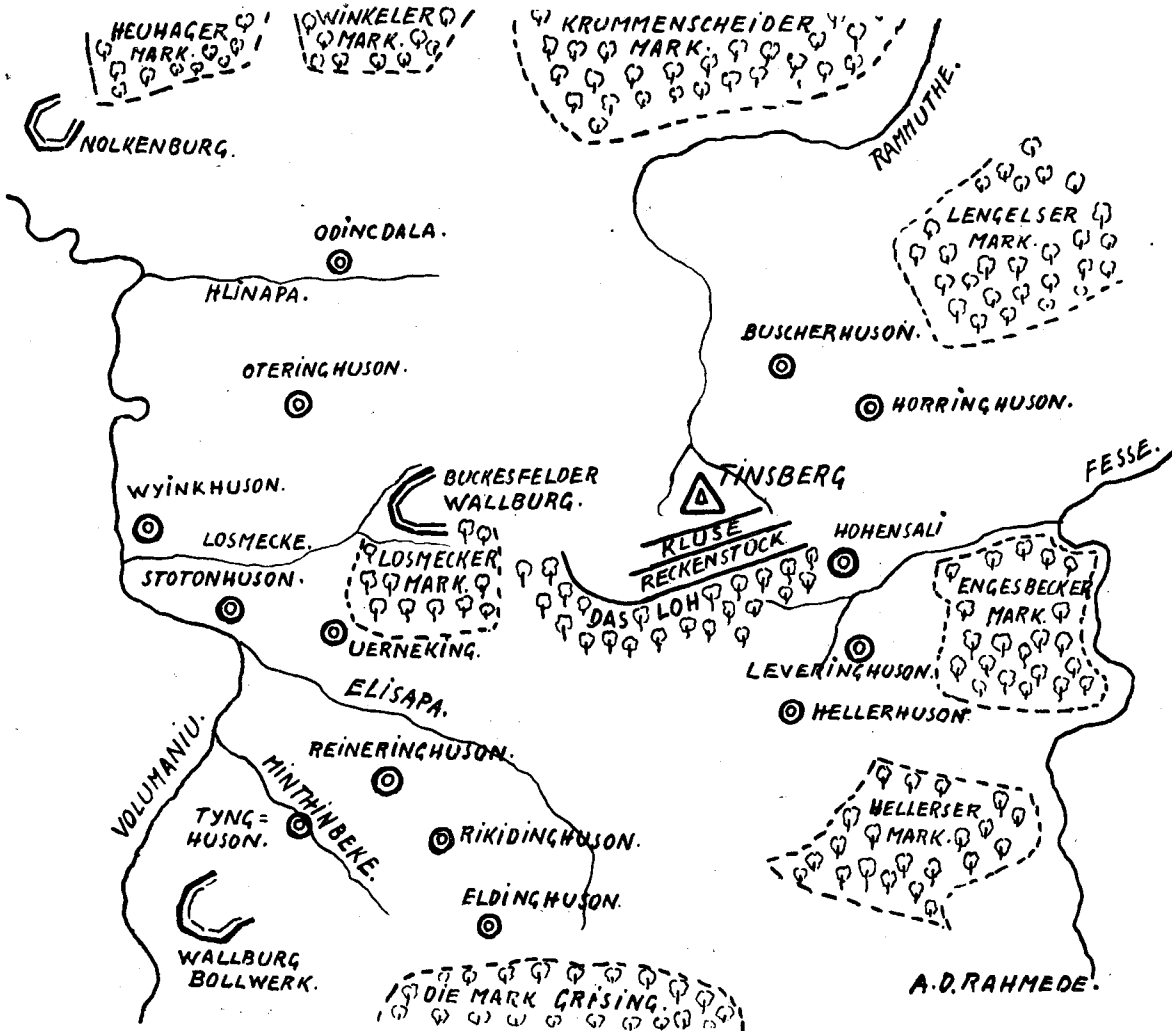 HEUHAGER
MARK.
WINKELER
MARK.
KRUMMENSCHEIDER
MARK.
RAMMUTHE.
NOLKENBURG.
LENGELSER
MARK.
ODINCDALA.
HLINAPA.
BUSCHERHUSON.
OTERINGHUSON.
HORRINGHUSON.
FESSE.
BUCKESFELDER
WALLBURG.
TINSBERG
WYINKHUSON.
LOSMECKE.
KLUSE
RECKENSTÜCK
HOHENSALI
STOTONHUSON.
LOSMECKER
MARK.
DAS LOH
ENGESBECKER
MARK.
UERNEKING.
LEVERINGHUSON.
HELLERHUSON.
ELISAPA.
VOLUMANIU.
REINERINGHUSON.
MINTHINBEKE.
TYNG=
HUSON.
RIKIDINGHUSON.
HELLERSER
MARK.
ELDINGHUSON.
WALLBURG
BOLLWERK.
DIE MARK GRISING.
A.D.RAHMEDE.